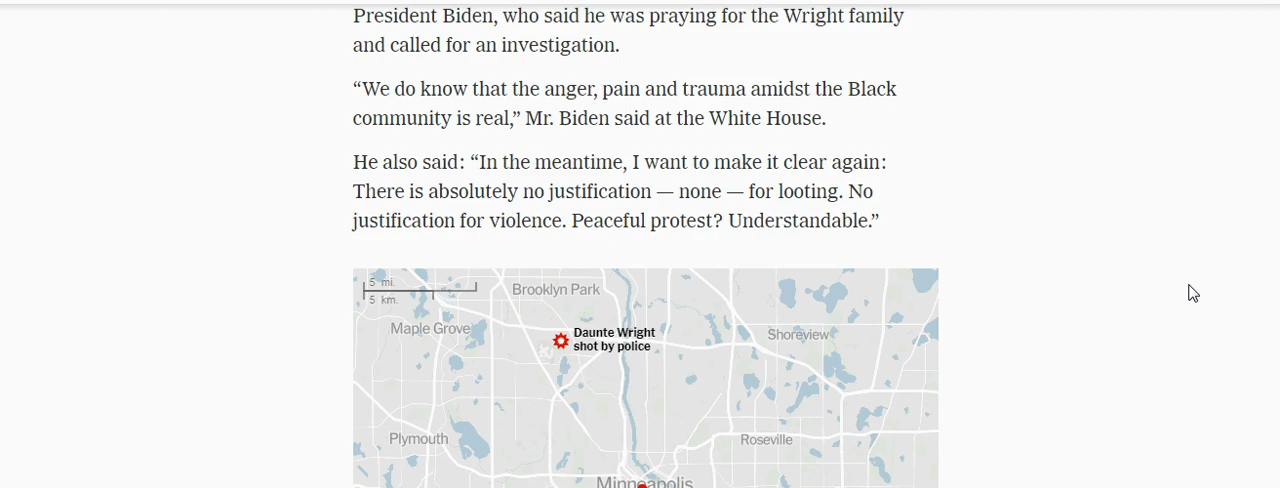 President Biden, who said he was praying for the Wright family
and called for an investigation.
“We do know that the anger, pain and trauma amidst the Black
community is real,” Mr. Biden said at the White House.
He also said: “In the meantime, I want to make it clear again:
There is absolutely no justification — none — for looting. No
justification for violence. Peaceful protest? Understandable.”
5 mi.
5 km.
Brooklyn Park
Maple Grove
Daunte Wright
shot by police
Shoreview
Plymouth
Roseville
Minneapolis